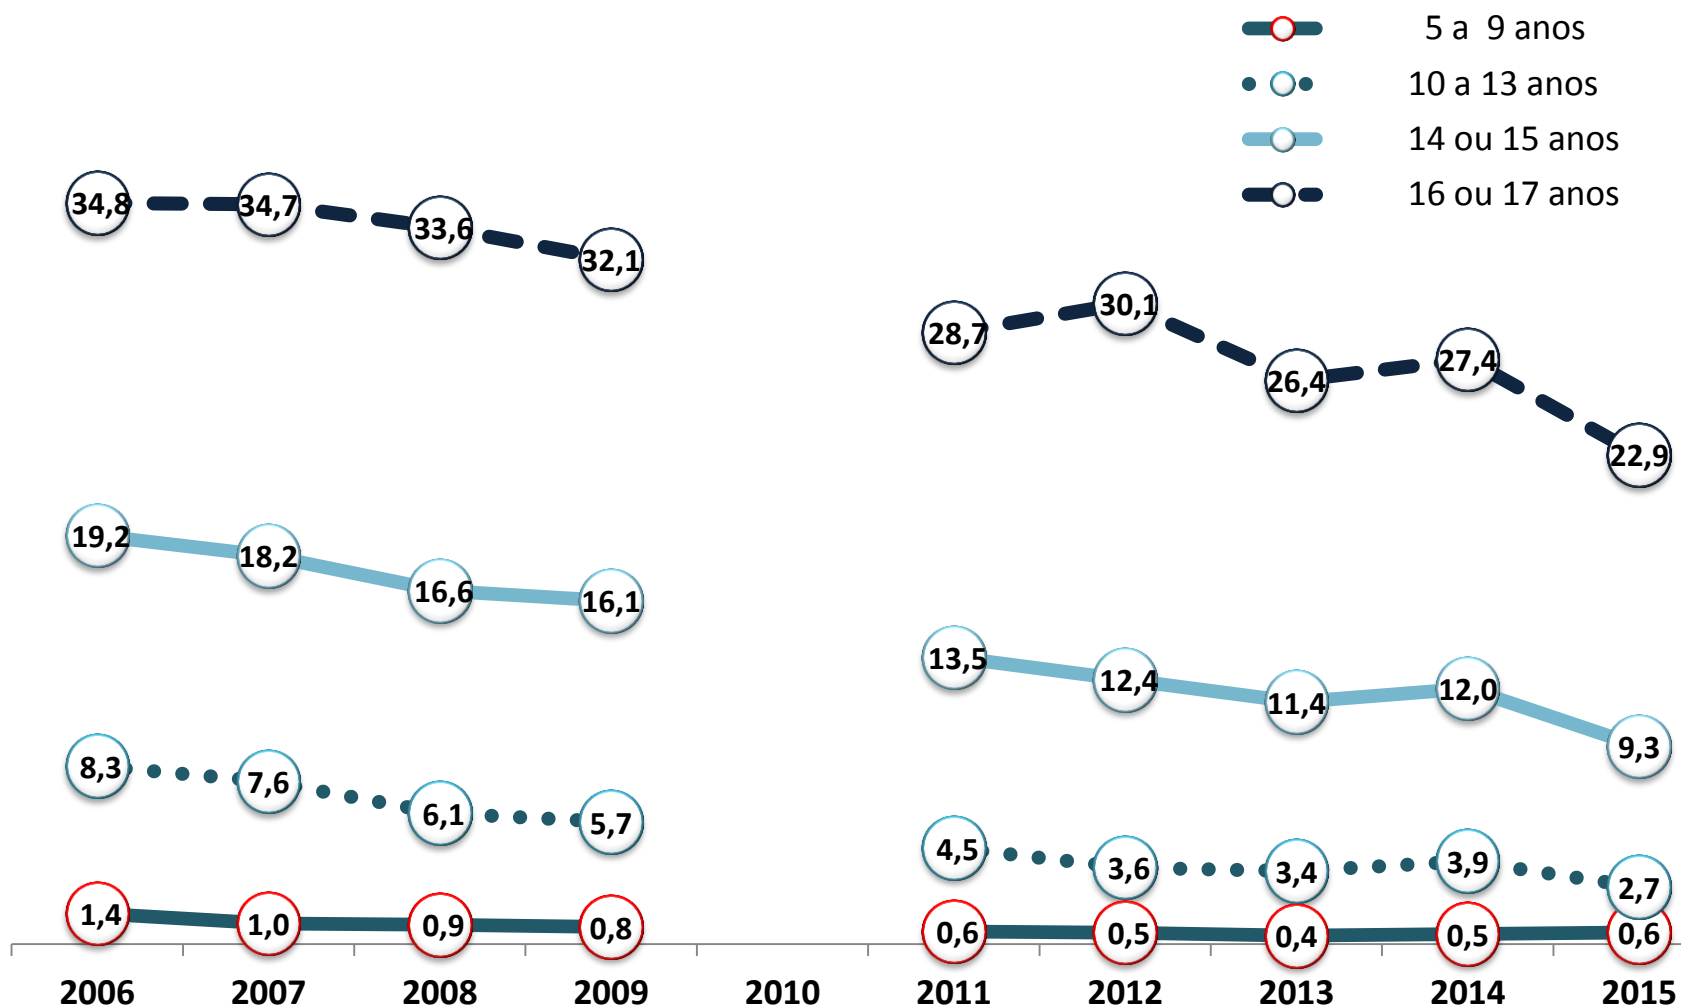 5 a 9 anos
10 a 13 anos
14 ou 15 anos
16 ou 17 anos
34,8 34,7 33,6 32,1 28,7 30,1 26,4 27,4 22,9
19,2 18,2 16,6 16,1 13,5 12,4 11,4 12,0 9,3
8,3 7,6 6,1 5,7 4,5 3,6 3,4 3,9 2,7
1,4 1,0 0,9 0,8 0,6 0,5 0,4 0,5 0,6
2006 2007 2008 2009 2010 2011 2012 2013 2014 2015